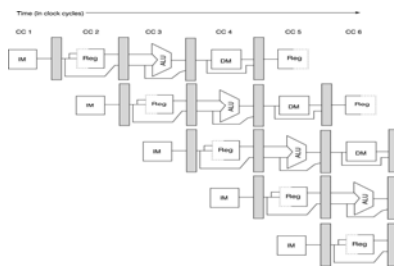 Time (in clock cycles)
CC 1 CC 2 CC 3 CC 4 CC 5 CC 6
IM Reg ALU DM Reg
IM Reg ALU DM Reg
IM Reg ALU DM
IM Reg ALU
IM Reg